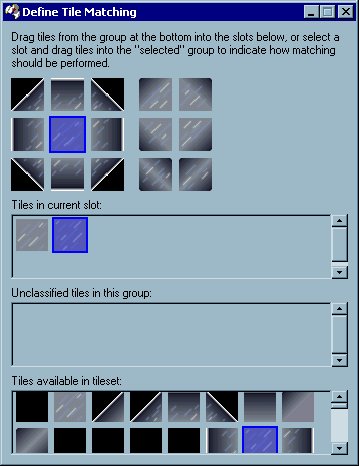 Define Tile Matching
Drag tiles from the group at the bottom into the slots below, or select a
slot and drag tiles into the "selected" group to indicate how matching
should be performed.
Tiles in current slot:
Unclassified tiles in this group:
Tiles available in tileset: